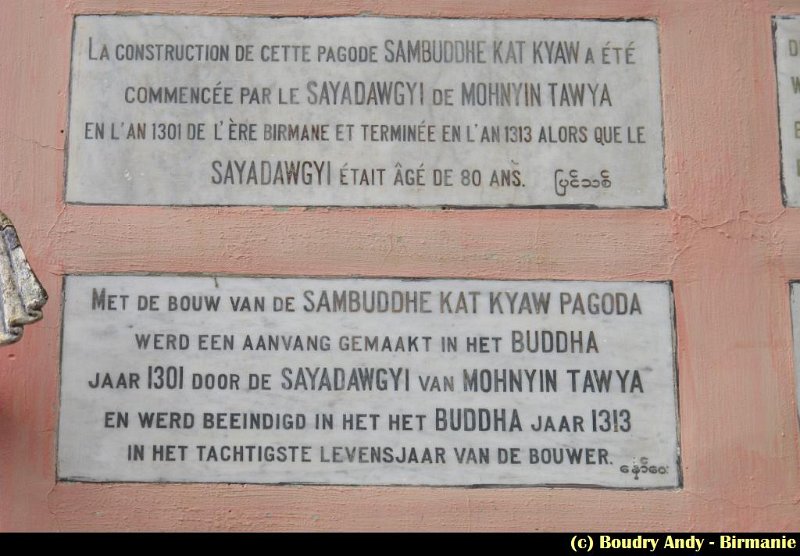 LA CONSTRUCTION DE CETTE PAGODE SAMBUDDHE KAT KYAW A ÉTÉ
COMMENCÉE PAR LE SAYADAWGYI DE MOHNYIN TAWYA
EN L'AN 1301 DE L'ÈRE BIRMANE ET TERMINÉE EN L'AN 1313 ALORS QUE LE
SAYADAWGYI ÉTAIT ÂGÉ DE 80 ANS. ပြင်သစ်
MET DE BOUW VAN DE SAMBUDDHE KAT KYAW PAGODA
WERD EEN AANVANG GEMAAKT IN HET BUDDHA
JAAR 1301 DOOR DE SAYADAWGYI VAN MOHNYIN TAWYA
EN WERD BEEINDIGD IN HET HET BUDDHA JAAR 1313
IN HET TACHTIGSTE LEVENSJAAR VAN DE BOUWER.
(c) Boudry Andy - Birmanie